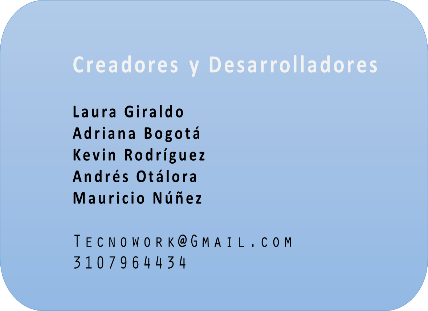 Creadores y Desarrolladores
Laura Giraldo
Adriana Bogotá
Kevin Rodríguez
Andrés Otálora
Mauricio Núñez
Tecnowork@Gmail.com
3107964434